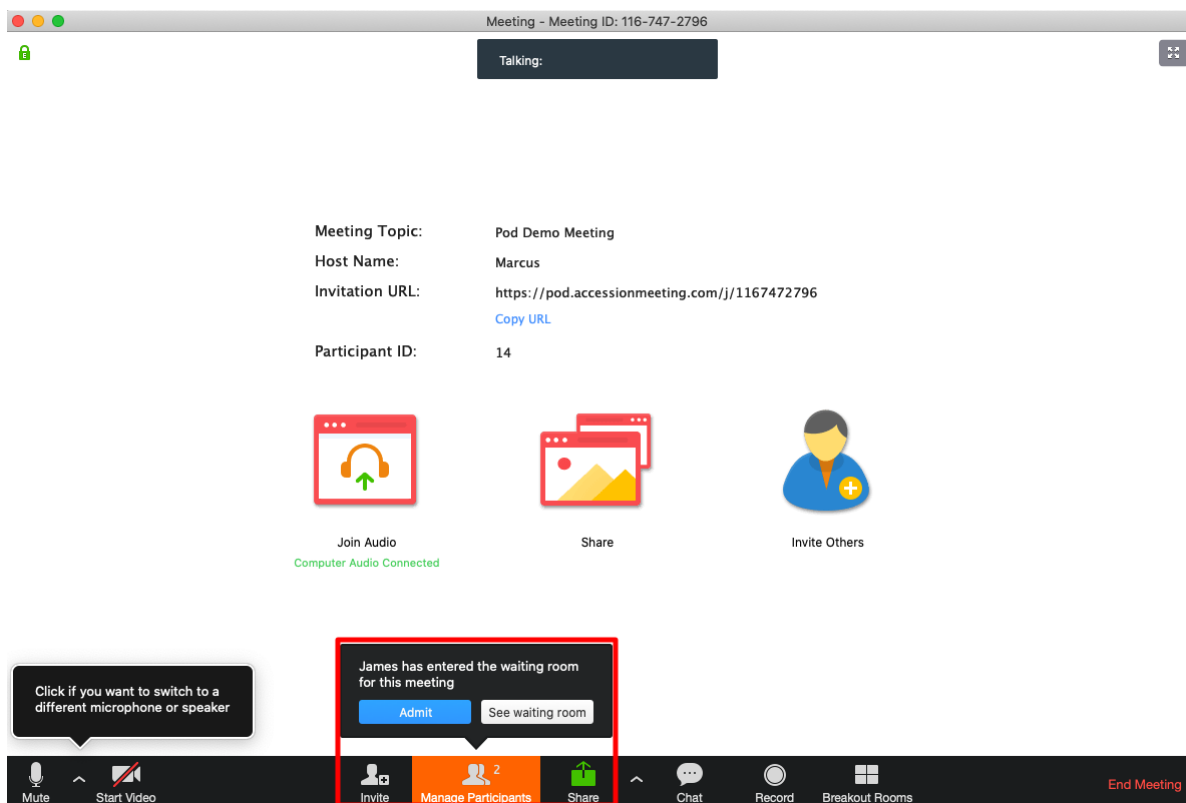 Meeting - Meeting ID: 116-747-2796
E
Talking:
Meeting Topic: Pod Demo Meeting
Host Name: Marcus
Invitation URL: https://pod.accessionmeeting.com/j/1167472796
Copy URL
Participant ID: 14
Join Audio Share Invite Others
Computer Audio Connected
James has entered the waiting room
for this meeting
Admit See waiting room
Click if you want to switch to a
different microphone or speaker
2
Mute Start Video Invite Manage Participants Share Chat Record Breakout Rooms End Meeting